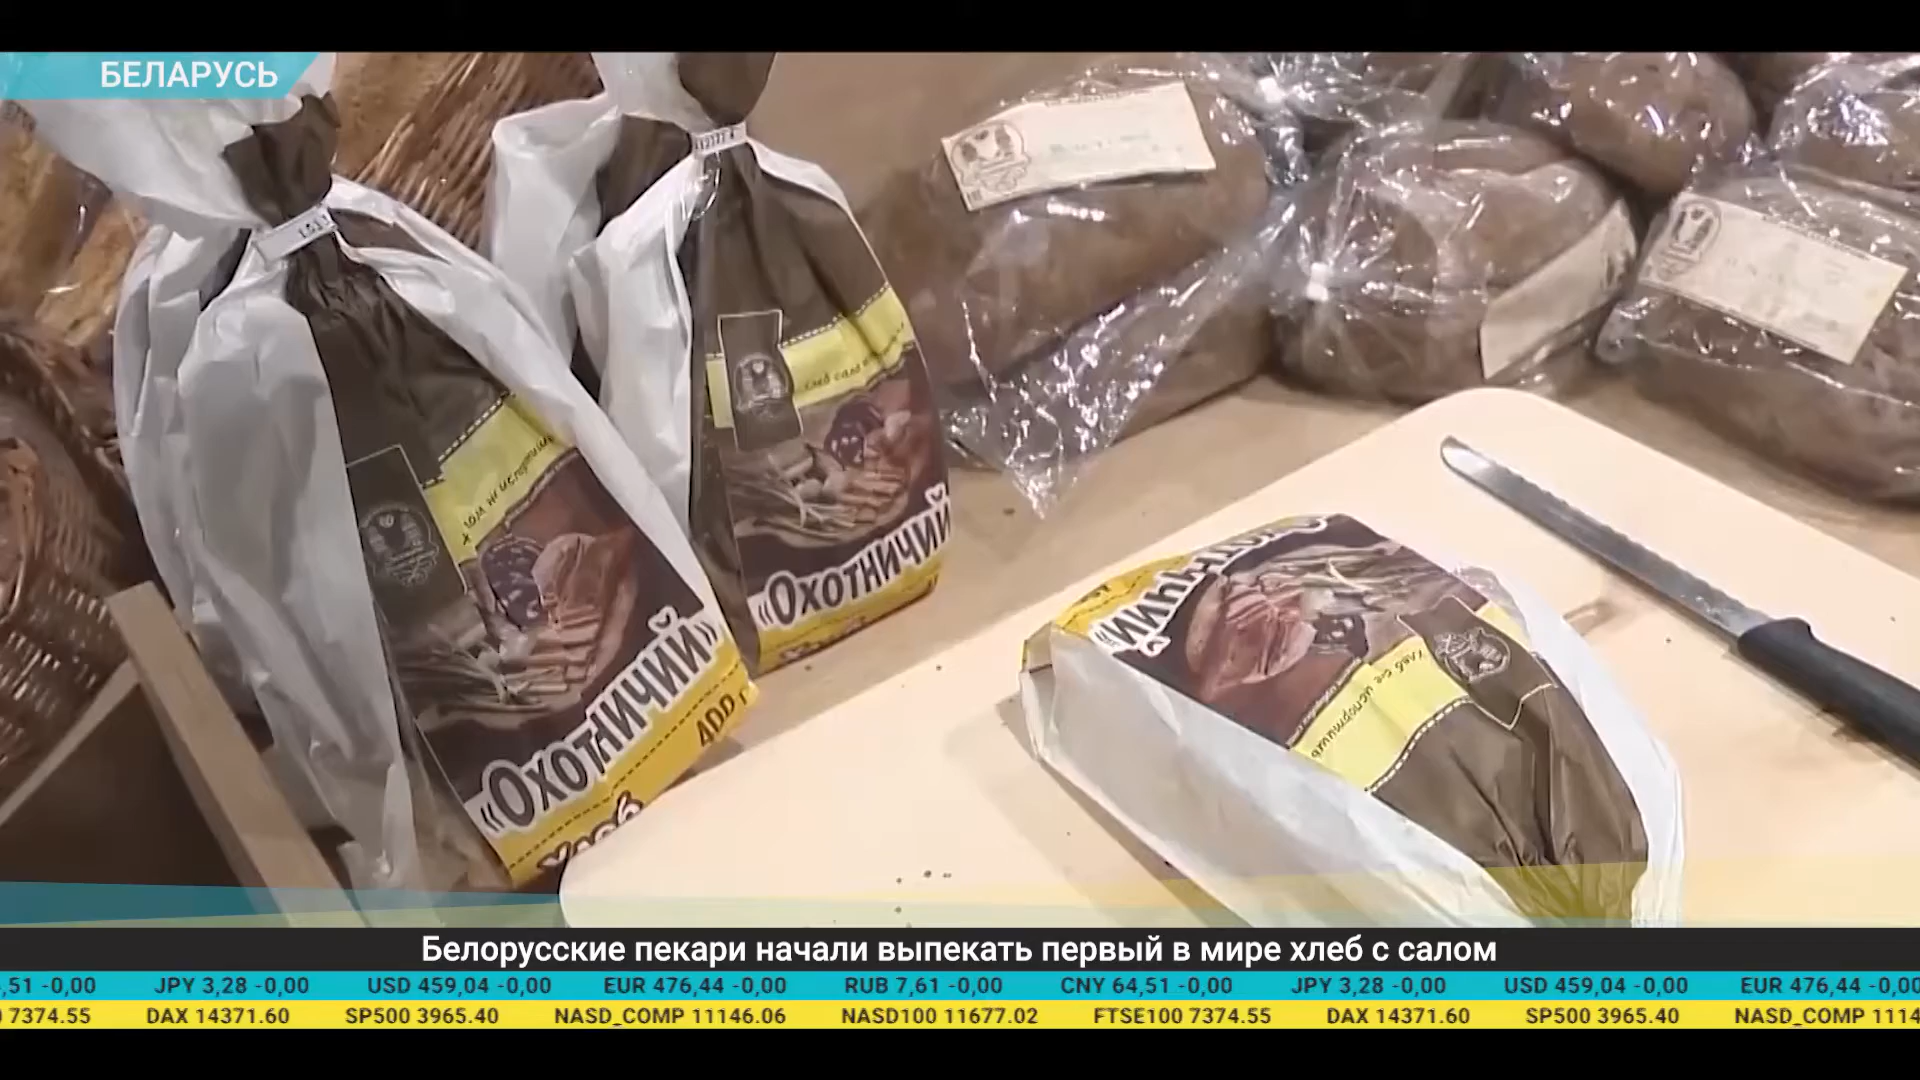 БЕЛАРУСЬ
хлеб сало
«ОХОТНИЧИЙ
«ОХОТНИЧИЙ»
400 г
Хлеб
ОХОТНИЧИЙ»
Белорусские пекари начали выпекать первый в мире хлеб с салом
,51 -0,00 JPY 3,28 -0,00 USD 459,04 -0,00 EUR 476,44 -0,00 RUB 7,61 -0,00 CNY 64,51 -0,00 JPY 3,28 -0,00 USD 459,04 -0,00 EUR 476,44 -0,00
7374.55 DAX 14371.60 SP500 3965.40 NASD_COMP 11146.06 NASD100 11677.02 FTSE100 7374.55 DAX 14371.60 SP500 3965.40 NASD_COMP 1114